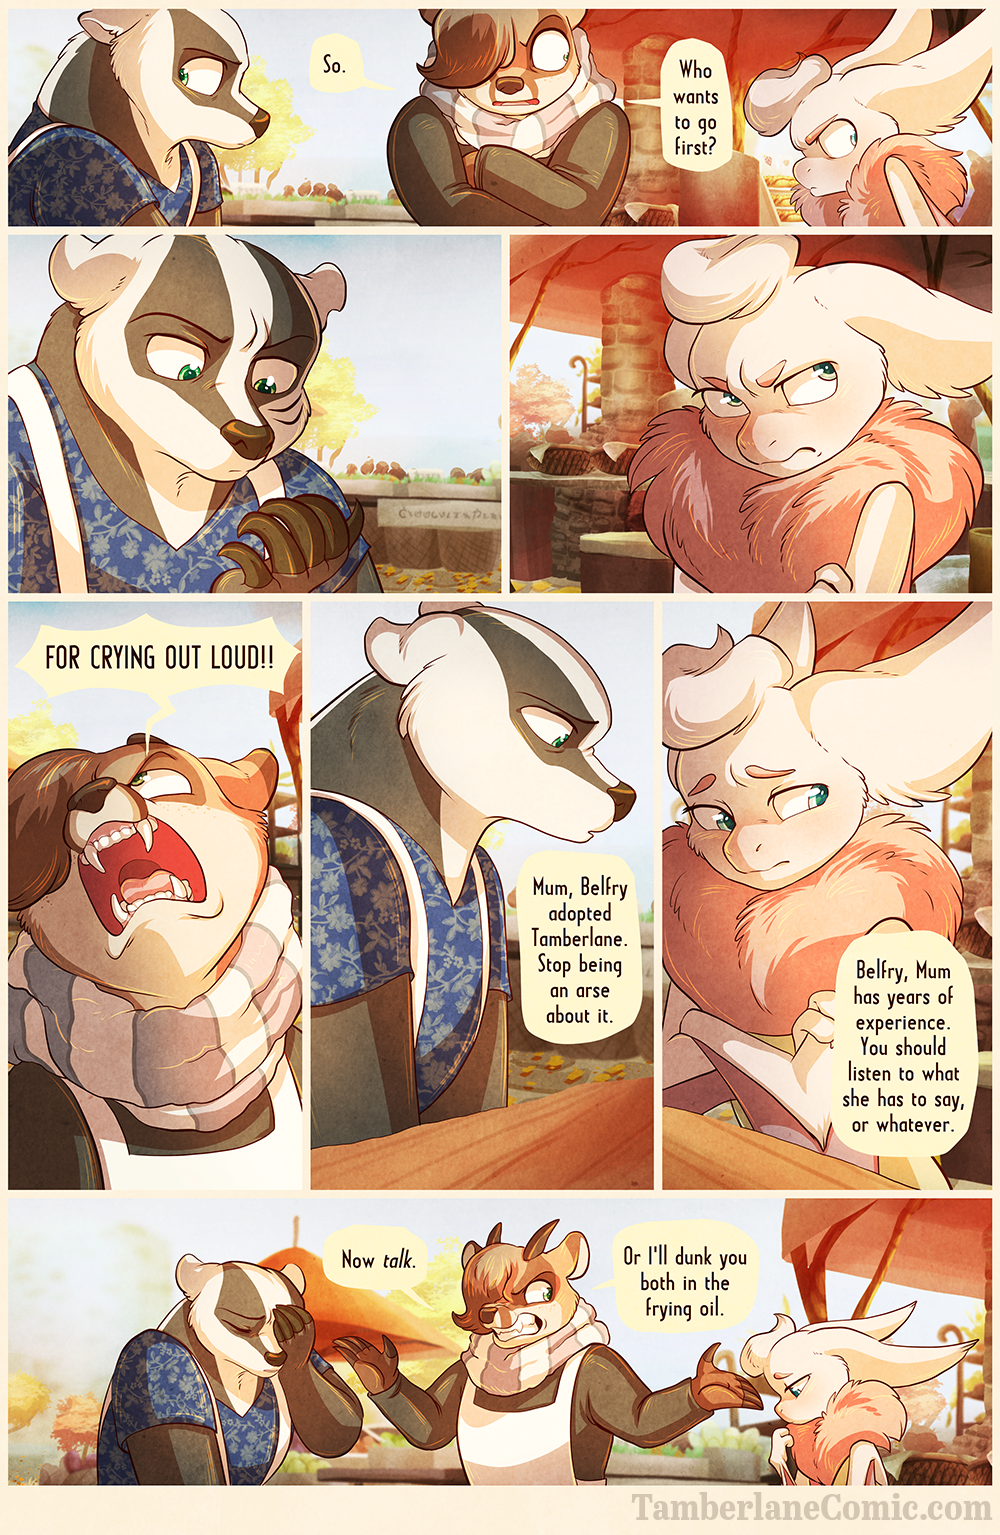 So.
Who
wants
to go
first?
FOR CRYING OUT LOUD!!
Mum, Belfry
adopted
Tamberlane.
Stop being
an arse
about it.
Belfry, Mum
has years of
experience.
You should
listen to what
she has to say,
or whatever.
Now talk.
Or I'll dunk you
both in the
frying oil.
TamberlaneComic.com